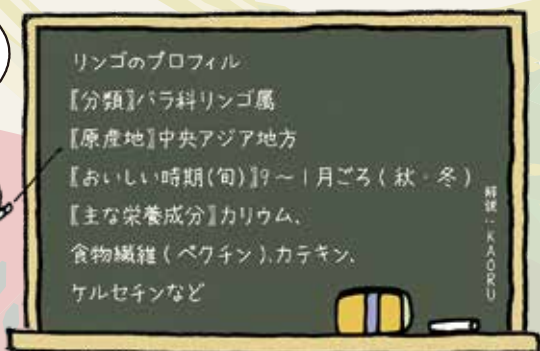 リンゴのプロフィル
〖分類〗バラ科リンゴ属
〖原産地〗中央アジア地方
〖おいしい時期(旬)〗9～1月ごろ(秋・冬)
〖主な栄養成分〗カリウム、
食物繊維(ペクチン)、カテキン、
ケルセチンなど
解説：KAORU